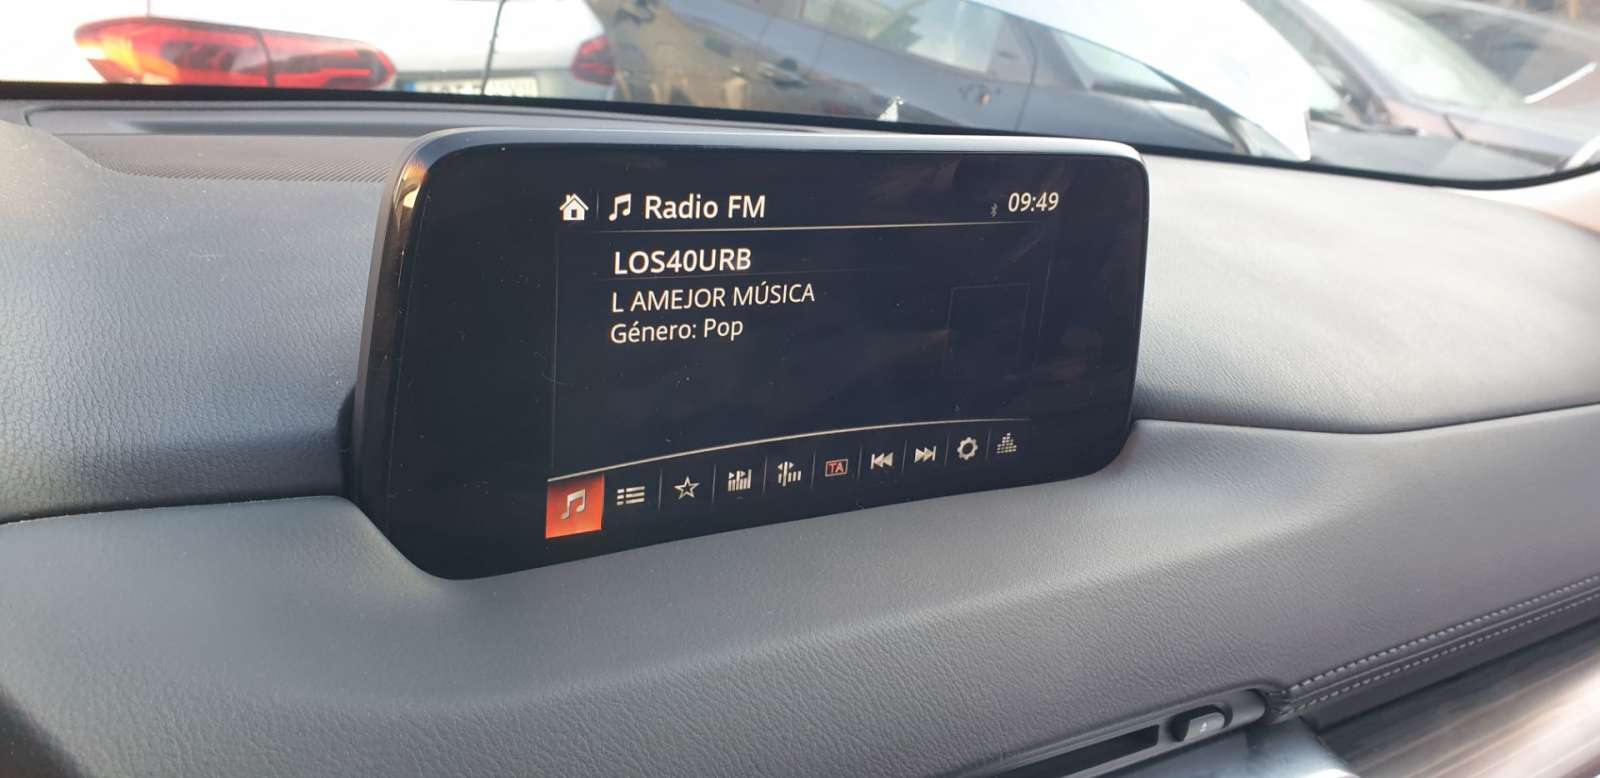 Radio FM
09:49
LOS40URB
L AMEJOR MÚSICA
Género: Pop
TA